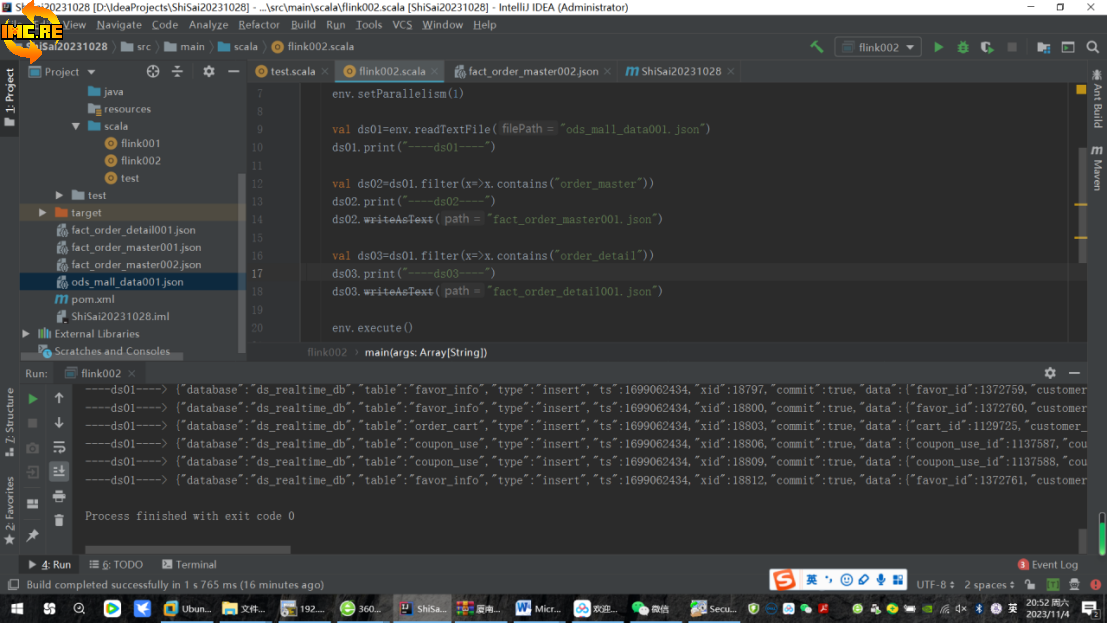 ShiSai20231028 [D:\IdeaProjects\ShiSai20231028] - ...\src\main\scala\flink002.scala - IntelliJ IDEA (Administrator)
IMC.RE
View Navigate Code Analyze Refactor Build Run Tools VCS Window Help
ShiSai20231028 src main scala flink002.scala
flink002
Project
test.scala flink002.scala fact_order_master002.json ShiSai20231028
1: Project
Ant Build
Maven
java
resources
scala
flink001
flink002
test
test
target
fact_order_detail001.json
fact_order_master001.json
fact_order_master002.json
ods_mall_data001.json
pom.xml
ShiSai20231028.iml
External Libraries
Scratches and Consoles
7 env.setParallelism(1)
8
9 val ds01=env.readTextFile( filePath = "ods_mall_data001.json")
10 ds01.print("----ds01----")
11
12 val ds02=ds01.filter(x=>x.contains("order_master"))
13 ds02.print("----ds02----")
14 ds02.writeAsText( path = "fact_order_master001.json")
15
16 val ds03=ds01.filter(x=>x.contains("order_detail"))
17 ds03.print("----ds03----")
18 ds03.writeAsText( path = "fact_order_detail001.json")
19
20 env.execute()
flink002 main(args: Array[String])
Run: flink002
----ds01----> {"database":"ds_realtime_db","table":"favor_info","type":"insert","ts":1699062434,"xid":18797,"commit":true,"data":{"favor_id":1372759,"customer
----ds01----> {"database":"ds_realtime_db","table":"favor_info","type":"insert","ts":1699062434,"xid":18800,"commit":true,"data":{"favor_id":1372760,"customer
----ds01----> {"database":"ds_realtime_db","table":"order_cart","type":"insert","ts":1699062434,"xid":18803,"commit":true,"data":{"cart_id":1129725,"customer_
----ds01----> {"database":"ds_realtime_db","table":"coupon_use","type":"insert","ts":1699062434,"xid":18806,"commit":true,"data":{"coupon_use_id":1137587,"cou
----ds01----> {"database":"ds_realtime_db","table":"coupon_use","type":"insert","ts":1699062434,"xid":18809,"commit":true,"data":{"coupon_use_id":1137588,"cou
----ds01----> {"database":"ds_realtime_db","table":"favor_info","type":"insert","ts":1699062434,"xid":18812,"commit":true,"data":{"favor_id":1372761,"customer
Process finished with exit code 0
7: Structure
2: Favorites
4: Run 6: TODO Terminal
3 Event Log
Build completed successfully in 1 s 765 ms (16 minutes ago)
英
UTF-8 2 spaces
Ubun... 文件... 192.... 360... ShiSa... 厦南... Micr... 欢迎... 微信 Secu...
英
20:52 周六
2023/11/4
2